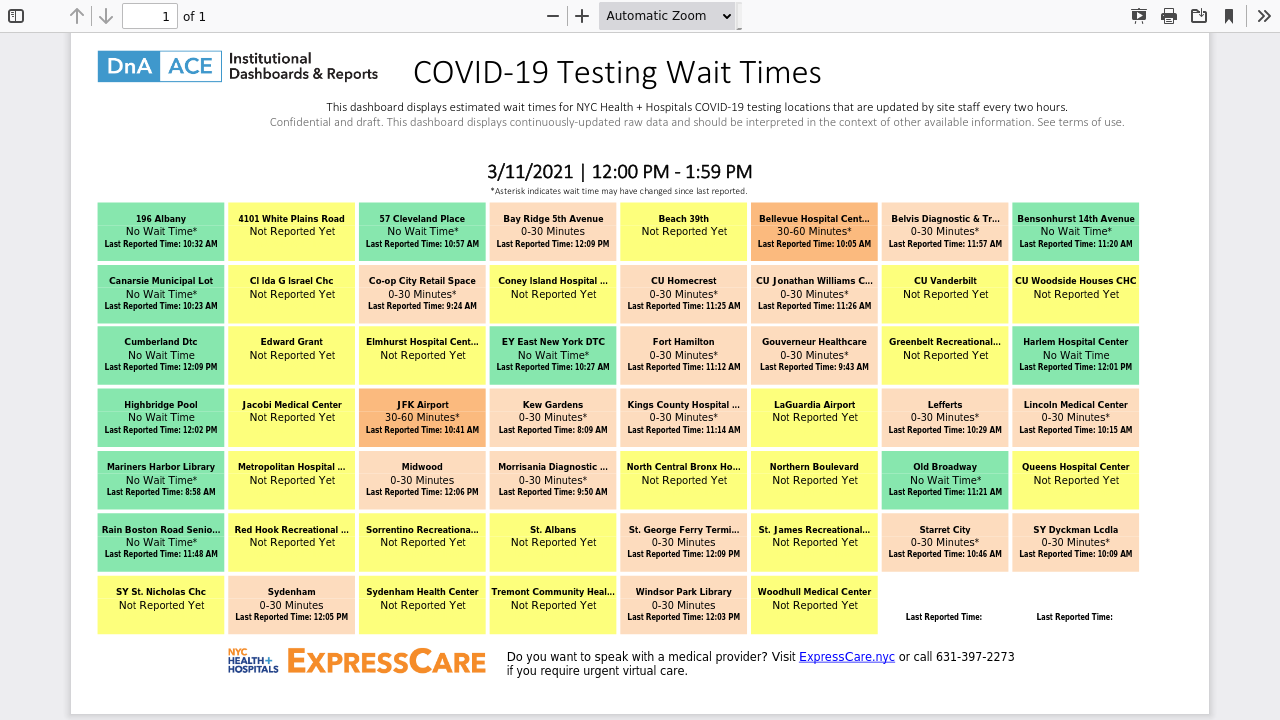 1 of 1 Automatic Zoom
DnA ACE Institutional
Dashboards & Reports
COVID-19 Testing Wait Times
This dashboard displays estimated wait times for NYC Health + Hospitals COVID-19 testing locations that are updated by site staff every two hours.
Confidential and draft. This dashboard displays continuously-updated raw data and should be interpreted in the context of other available information. See terms of use.
3/11/2021 | 12:00 PM - 1:59 PM
*Asterisk indicates wait time may have changed since last reported.
196 Albany
No Wait Time*
Last Reported Time: 10:32 AM
4101 White Plains Road
Not Reported Yet
57 Cleveland Place
No Wait Time*
Last Reported Time: 10:57 AM
Bay Ridge 5th Avenue
0-30 Minutes
Last Reported Time: 12:09 PM
Beach 39th
Not Reported Yet
Bellevue Hospital Cent...
30-60 Minutes*
Last Reported Time: 10:05 AM
Belvis Diagnostic & Tr...
0-30 Minutes*
Last Reported Time: 11:57 AM
Bensonhurst 14th Avenue
No Wait Time*
Last Reported Time: 11:20 AM
Canarsie Municipal Lot
No Wait Time*
Last Reported Time: 10:23 AM
Cl Ida G Israel Chc
Not Reported Yet
Co-op City Retail Space
0-30 Minutes*
Last Reported Time: 9:24 AM
Coney Island Hospital ...
Not Reported Yet
CU Homecrest
0-30 Minutes*
Last Reported Time: 11:25 AM
CU Jonathan Williams C...
0-30 Minutes*
Last Reported Time: 11:26 AM
CU Vanderbilt
Not Reported Yet
CU Woodside Houses CHC
Not Reported Yet
Cumberland Dtc
No Wait Time
Last Reported Time: 12:09 PM
Edward Grant
Not Reported Yet
Elmhurst Hospital Cent...
Not Reported Yet
EY East New York DTC
No Wait Time*
Last Reported Time: 10:27 AM
Fort Hamilton
0-30 Minutes*
Last Reported Time: 11:12 AM
Gouverneur Healthcare
0-30 Minutes*
Last Reported Time: 9:43 AM
Greenbelt Recreational...
Not Reported Yet
Harlem Hospital Center
No Wait Time
Last Reported Time: 12:01 PM
Highbridge Pool
No Wait Time
Last Reported Time: 12:02 PM
Jacobi Medical Center
Not Reported Yet
JFK Airport
30-60 Minutes*
Last Reported Time: 10:41 AM
Kew Gardens
0-30 Minutes*
Last Reported Time: 8:09 AM
Kings County Hospital ...
0-30 Minutes*
Last Reported Time: 11:14 AM
LaGuardia Airport
Not Reported Yet
Lefferts
0-30 Minutes*
Last Reported Time: 10:29 AM
Lincoln Medical Center
0-30 Minutes*
Last Reported Time: 10:15 AM
Mariners Harbor Library
No Wait Time*
Last Reported Time: 8:58 AM
Metropolitan Hospital ...
Not Reported Yet
Midwood
0-30 Minutes
Last Reported Time: 12:06 PM
Morrisania Diagnostic ...
0-30 Minutes*
Last Reported Time: 9:50 AM
North Central Bronx Ho...
Not Reported Yet
Northern Boulevard
Not Reported Yet
Old Broadway
No Wait Time*
Last Reported Time: 11:21 AM
Queens Hospital Center
Not Reported Yet
Rain Boston Road Senio...
No Wait Time*
Last Reported Time: 11:48 AM
Red Hook Recreational ...
Not Reported Yet
Sorrentino Recreationa...
Not Reported Yet
St. Albans
Not Reported Yet
St. George Ferry Termi...
0-30 Minutes
Last Reported Time: 12:09 PM
St. James Recreational...
Not Reported Yet
Starret City
0-30 Minutes*
Last Reported Time: 10:46 AM
SY Dyckman Lcdla
0-30 Minutes*
Last Reported Time: 10:09 AM
SY St. Nicholas Chc
Not Reported Yet
Sydenham
0-30 Minutes
Last Reported Time: 12:05 PM
Sydenham Health Center
Not Reported Yet
Tremont Community Heal...
Not Reported Yet
Windsor Park Library
0-30 Minutes
Last Reported Time: 12:03 PM
Woodhull Medical Center
Not Reported Yet
Last Reported Time:
Last Reported Time:
NYC
HEALTH+
HOSPITALS
EXPRESSCARE
Do you want to speak with a medical provider? Visit ExpressCare.nyc or call 631-397-2273
if you require urgent virtual care.